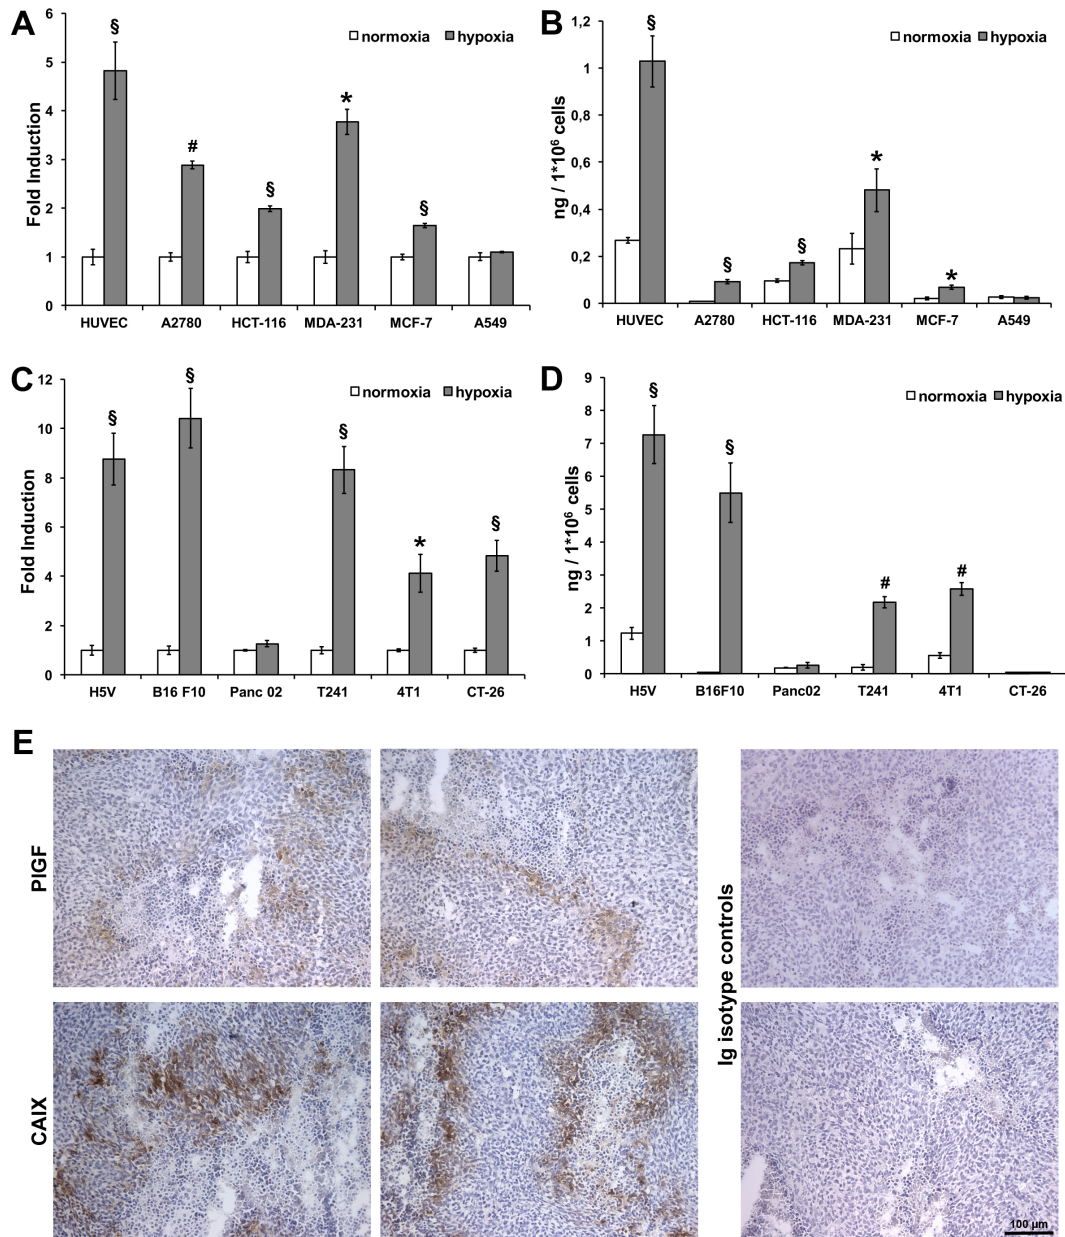 A
6
5
4
3
2
1
0
Fold Induction
normoxia hypoxia
§
#
§
*
§
HUVEC A2780 HCT-116 MDA-231 MCF-7 A549
B
1,2
1
0,8
0,6
0,4
0,2
0
ng / 1*10⁶ cells
normoxia hypoxia
§
§
§
*
*
HUVEC A2780 HCT-116 MDA-231 MCF-7 A549
C
12
10
8
6
4
2
0
Fold Induction
normoxia hypoxia
§
§
§
*
§
H5V B16 F10 Panc 02 T241 4T1 CT-26
D
9
8
7
6
5
4
3
2
1
0
ng / 1*10⁶ cells
normoxia hypoxia
§
§
#
#
H5V B16F10 Panc02 T241 4T1 CT-26
E
PlGF
CAIX
Ig isotype controls
100 µm